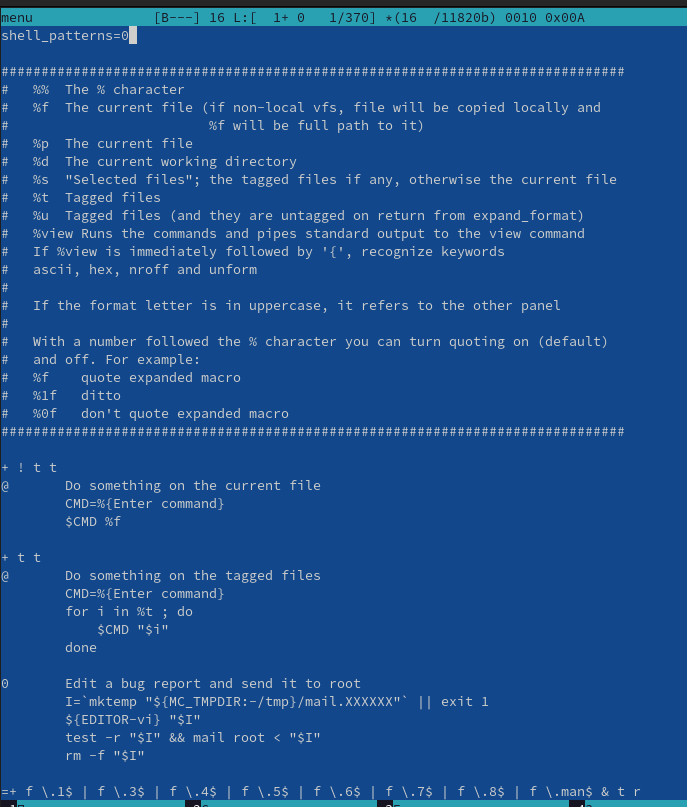 menu [B---] 16 L:[ 1+ 0 1/370] *(16 /11820b) 0010 0x00A
shell_patterns=0
##############################################################################
# %% The % character
# %f The current file (if non-local vfs, file will be copied locally and
# %f will be full path to it)
# %p The current file
# %d The current working directory
# %s "Selected files"; the tagged files if any, otherwise the current file
# %t Tagged files
# %u Tagged files (and they are untagged on return from expand_format)
# %view Runs the commands and pipes standard output to the view command
# If %view is immediately followed by '{', recognize keywords
# ascii, hex, nroff and unform
#
# If the format letter is in uppercase, it refers to the other panel
#
# With a number followed the % character you can turn quoting on (default)
# and off. For example:
# %f quote expanded macro
# %1f ditto
# %0f don't quote expanded macro
##############################################################################
+ ! t t
@ Do something on the current file
CMD=%{Enter command}
$CMD %f
+ t t
@ Do something on the tagged files
CMD=%{Enter command}
for i in %t ; do
$CMD "$i"
done
0 Edit a bug report and send it to root
I=`mktemp "${MC_TMPDIR:-/tmp}/mail.XXXXXX"` || exit 1
${EDITOR-vi} "$I"
test -r "$I" && mail root < "$I"
rm -f "$I"
=+ f \.1$ | f \.3$ | f \.4$ | f \.5$ | f \.6$ | f \.7$ | f \.8$ | f \.man$ & t r